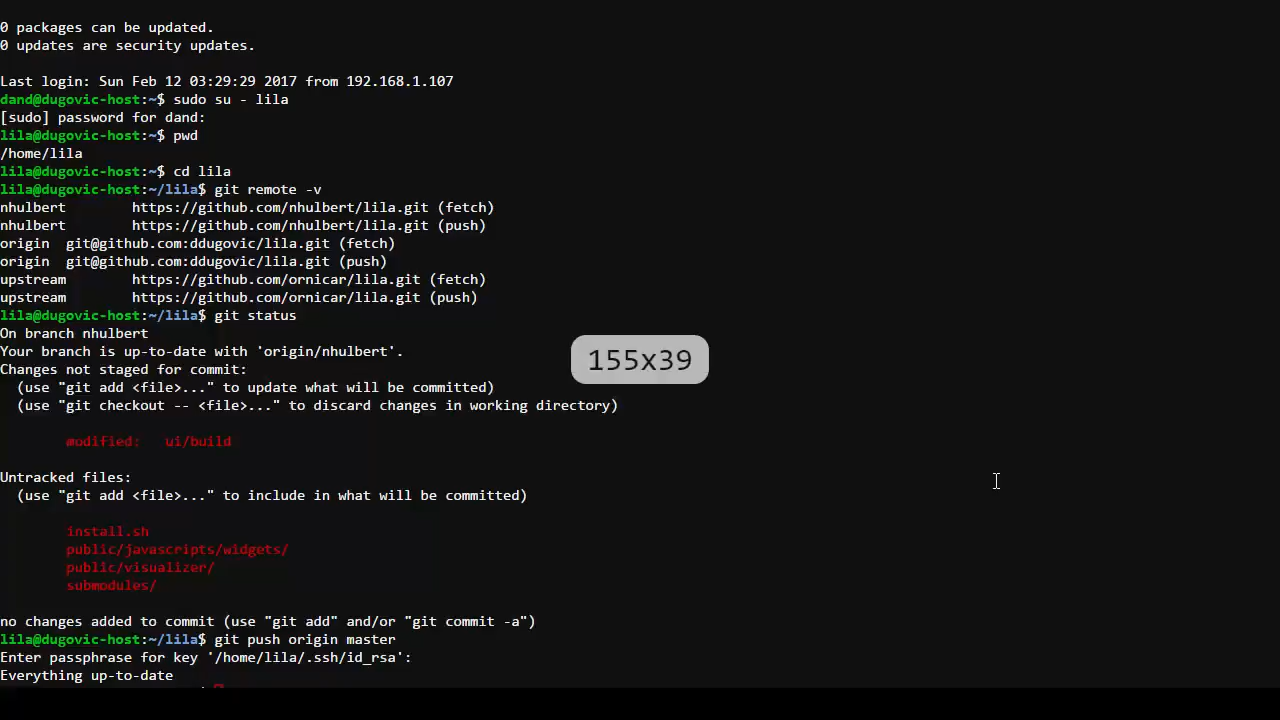 0 packages can be updated.
0 updates are security updates.
Last login: Sun Feb 12 03:29:29 2017 from 192.168.1.107
dand@dugovic-host:~$ sudo su - lila
[sudo] password for dand:
lila@dugovic-host:~$ pwd
/home/lila
lila@dugovic-host:~$ cd lila
lila@dugovic-host:~/lila$ git remote -v
nhulbert        https://github.com/nhulbert/lila.git (fetch)
nhulbert        https://github.com/nhulbert/lila.git (push)
origin  git@github.com:ddugovic/lila.git (fetch)
origin  git@github.com:ddugovic/lila.git (push)
upstream        https://github.com/ornicar/lila.git (fetch)
upstream        https://github.com/ornicar/lila.git (push)
lila@dugovic-host:~/lila$ git status
On branch nhulbert
Your branch is up-to-date with 'origin/nhulbert'.
155x39
Changes not staged for commit:
  (use "git add <file>..." to update what will be committed)
  (use "git checkout -- <file>..." to discard changes in working directory)
        modified:   ui/build
Untracked files:
  (use "git add <file>..." to include in what will be committed)
        install.sh
        public/javascripts/widgets/
        public/visualizer/
        submodules/
no changes added to commit (use "git add" and/or "git commit -a")
lila@dugovic-host:~/lila$ git push origin master
Enter passphrase for key '/home/lila/.ssh/id_rsa':
Everything up-to-date